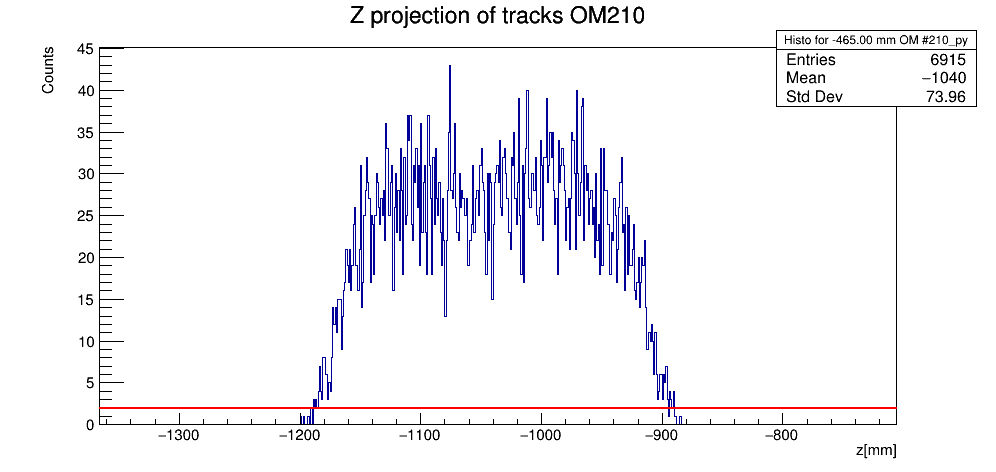 Z projection of tracks OM210
Histo for -465.00 mm OM #210_py
Entries 6915
Mean −1040
Std Dev 73.96
Counts
45
40
35
30
25
20
15
10
5
0
−1300 −1200 −1100 −1000 −900 −800
z[mm]